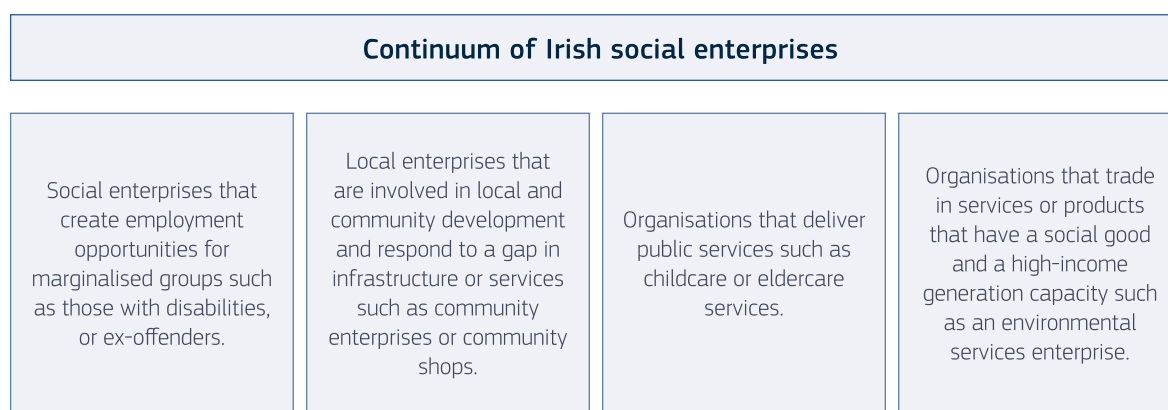 Continuum of Irish social enterprises
Social enterprises that
create employment
opportunities for
marginalised groups such
as those with disabilities,
or ex-offenders.
Local enterprises that
are involved in local and
community development
and respond to a gap in
infrastructure or services
such as community
enterprises or community
shops.
Organisations that deliver
public services such as
childcare or eldercare
services.
Organisations that trade
in services or products
that have a social good
and a high-income
generation capacity such
as an environmental
services enterprise.